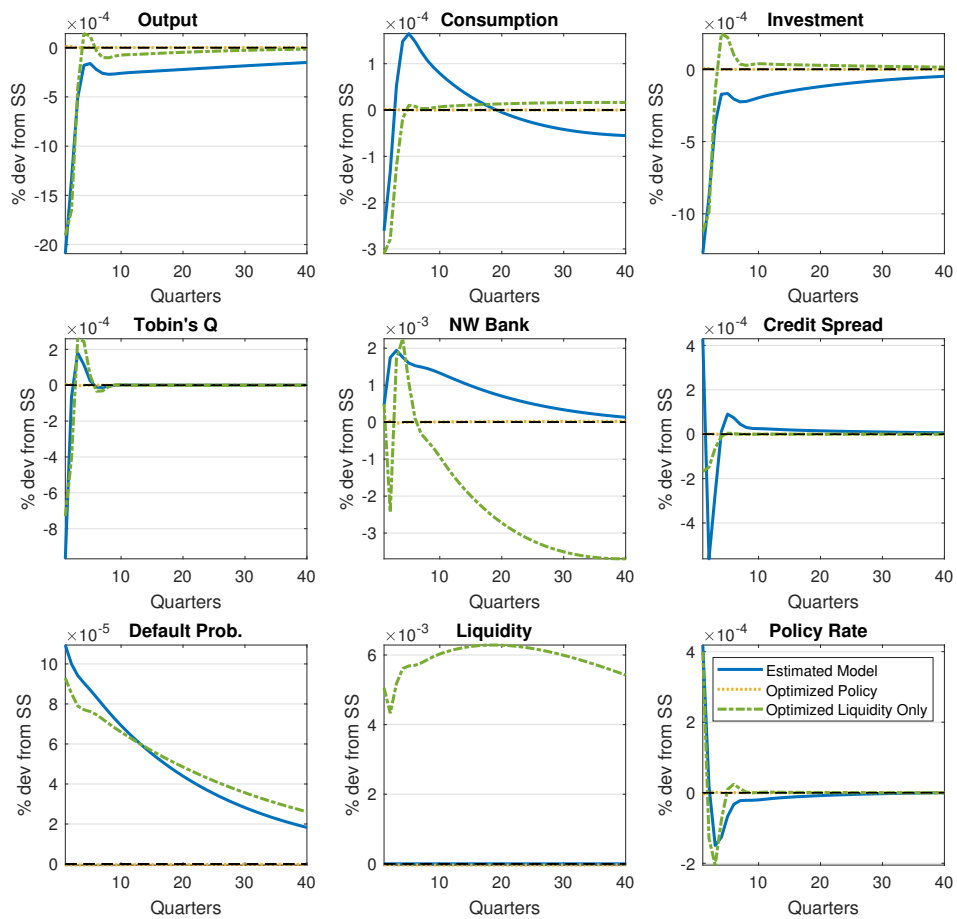 Output
×10-4
0
-5
-10
-15
-20
% dev from SS
10 20 30 40
Quarters
Consumption
×10-4
1
0
-1
-2
-3
% dev from SS
10 20 30 40
Quarters
Investment
×10-4
0
-5
-10
% dev from SS
10 20 30 40
Quarters
Tobin's Q
×10-4
2
0
-2
-4
-6
-8
% dev from SS
10 20 30 40
Quarters
NW Bank
×10-3
2
1
0
-1
-2
-3
% dev from SS
10 20 30 40
Quarters
Credit Spread
×10-4
4
2
0
-2
-4
% dev from SS
10 20 30 40
Quarters
Default Prob.
×10-5
10
8
6
4
2
0
% dev from SS
10 20 30 40
Quarters
Liquidity
×10-3
6
4
2
0
% dev from SS
10 20 30 40
Quarters
Policy Rate
×10-4
4
2
0
-2
% dev from SS
Estimated Model
Optimized Policy
Optimized Liquidity Only
10 20 30 40
Quarters